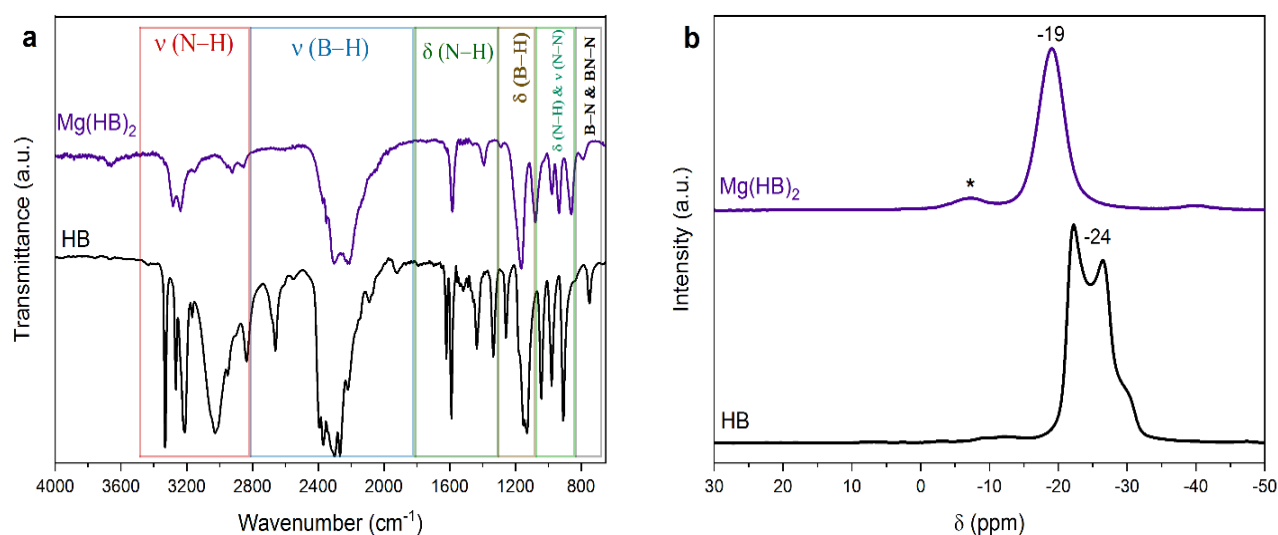 a
ν (N–H)
ν (B–H)
δ (N–H)
δ (B–H)
δ (N–H) & ν (N–N)
B–N & BN–N
Mg(HB)2
HB
Transmittance (a.u.)
4000 3600 3200 2800 2400 2000 1600 1200 800
Wavenumber (cm⁻¹)
b
-19
Mg(HB)2
*
-24
HB
Intensity (a.u.)
30 20 10 0 -10 -20 -30 -40 -50
δ (ppm)